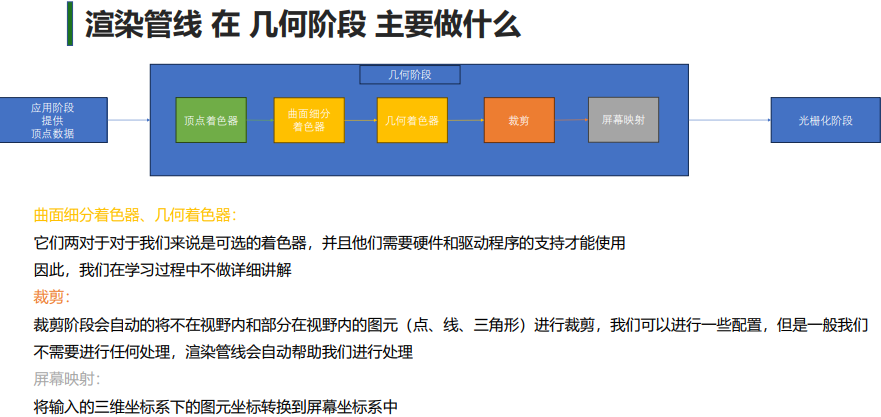 渲染管线 在 几何阶段 主要做什么
几何阶段
应用阶段
提供
顶点数据
顶点着色器
曲面细分
着色器
几何着色器
裁剪
屏幕映射
光栅化阶段
曲面细分着色器、几何着色器：
它们两对于对于我们来说是可选的着色器，并且他们需要硬件和驱动程序的支持才能使用
因此，我们在学习过程中不做详细讲解
裁剪：
裁剪阶段会自动的将不在视野内和部分在视野内的图元（点、线、三角形）进行裁剪，我们可以进行一些配置，但是一般我们
不需要进行任何处理，渲染管线会自动帮助我们进行处理
屏幕映射：
将输入的三维坐标系下的图元坐标转换到屏幕坐标系中